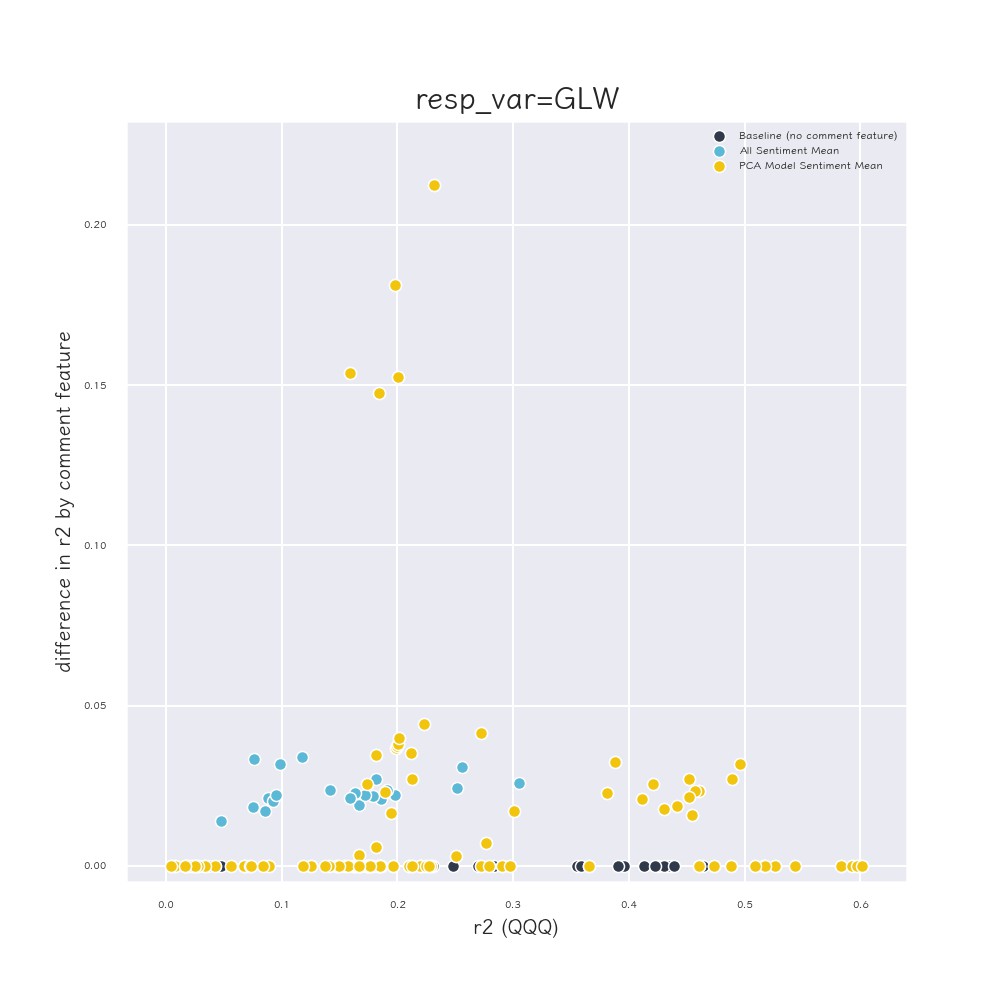 resp_var=GLW
Baseline (no comment feature)
All Sentiment Mean
PCA Model Sentiment Mean
difference in r2 by comment feature
0.20
0.15
0.10
0.05
0.00
0.0 0.1 0.2 0.3 0.4 0.5 0.6
r2 (QQQ)